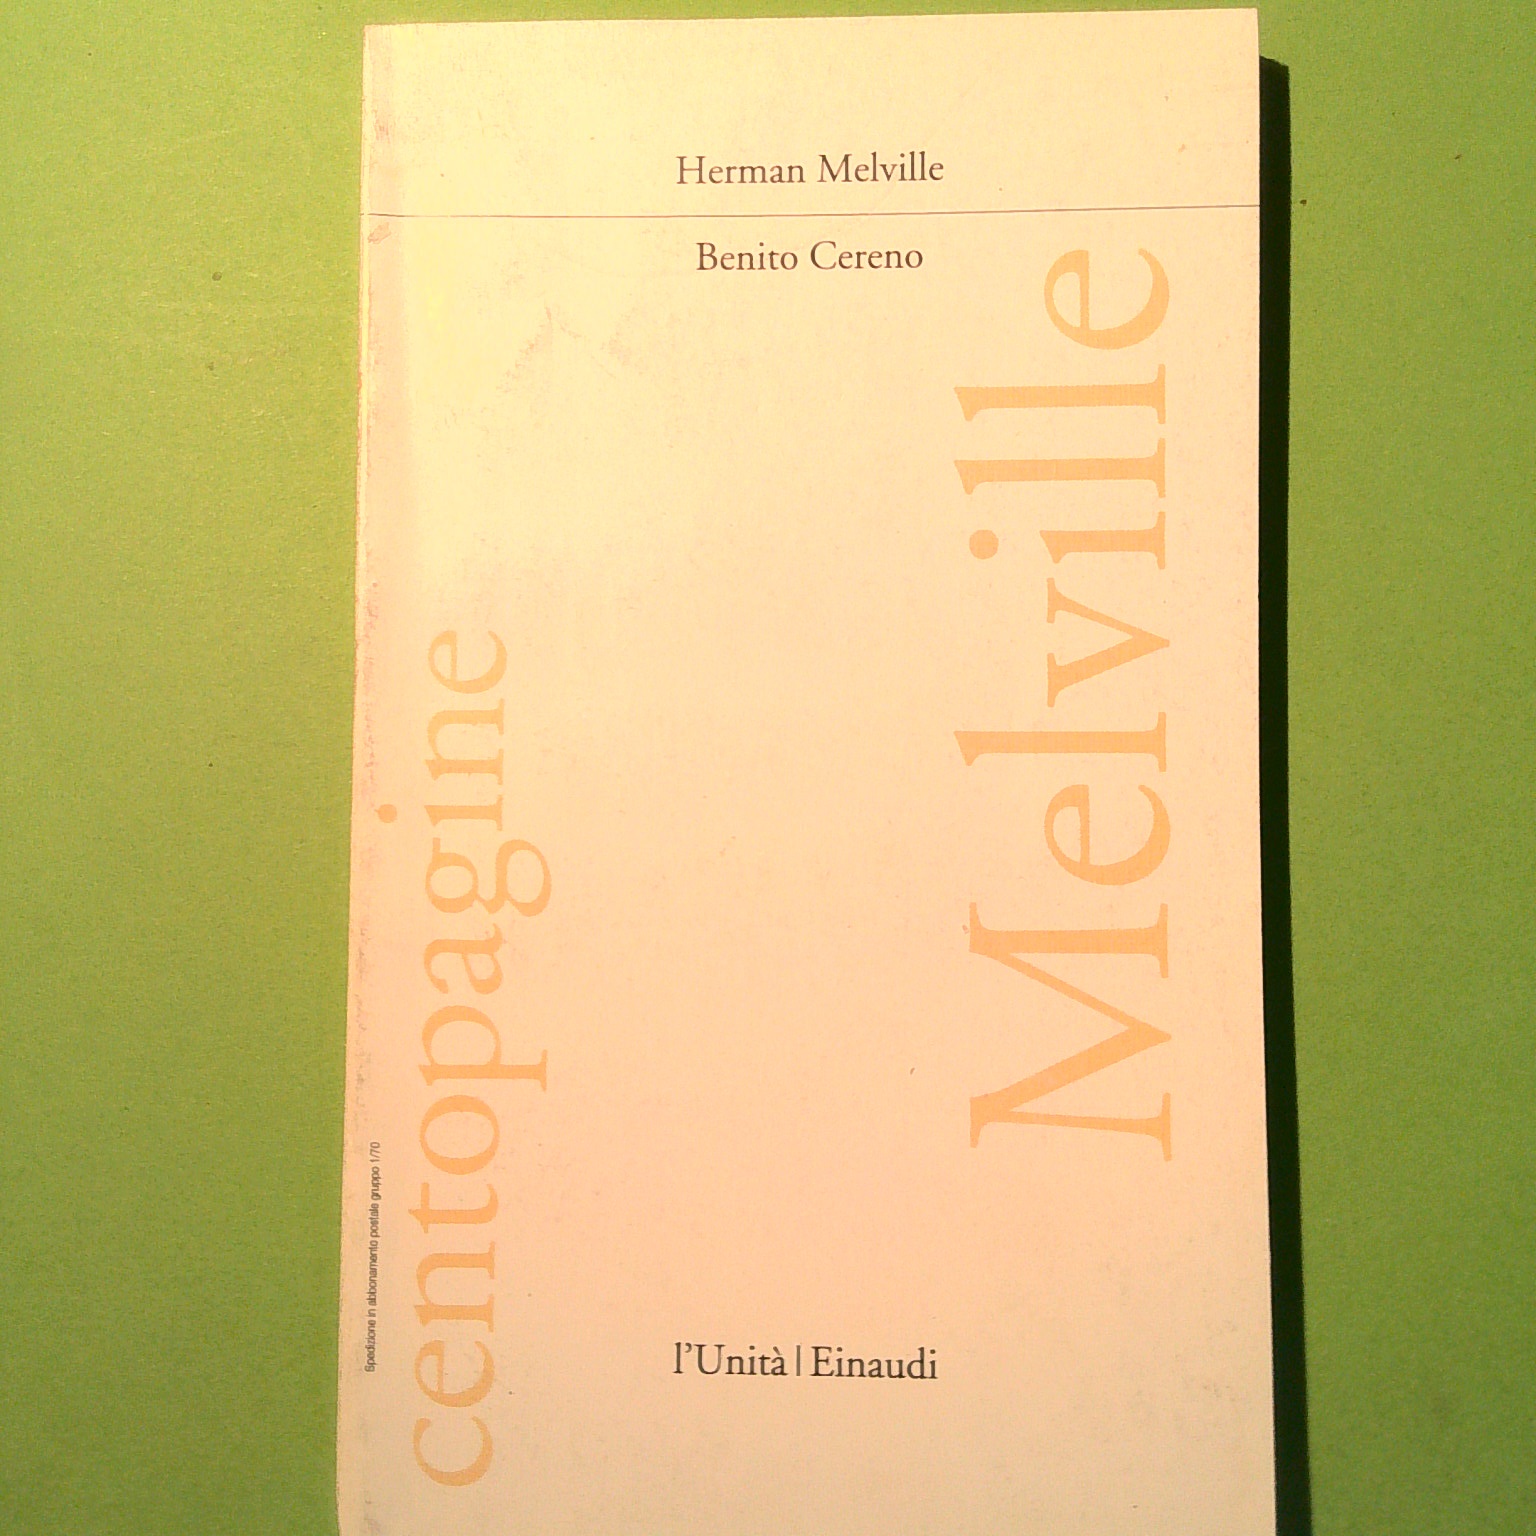 Herman Melville
Benito Cereno
Melville
centopagine
Spedizione in abbonamento postale gruppo 1/70
l'Unità | Einaudi